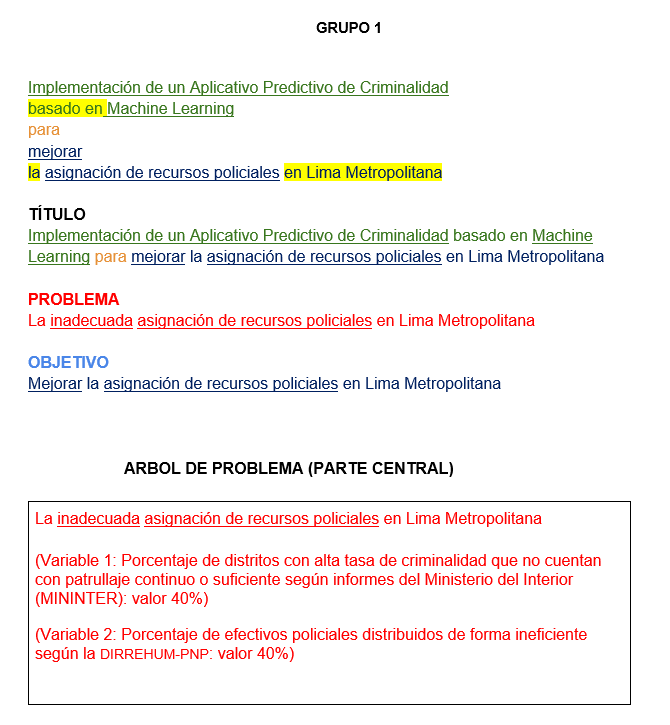 GRUPO 1
Implementación de un Aplicativo Predictivo de Criminalidad
basado en Machine Learning
para
mejorar
la asignación de recursos policiales en Lima Metropolitana
TÍTULO
Implementación de un Aplicativo Predictivo de Criminalidad basado en Machine
Learning para mejorar la asignación de recursos policiales en Lima Metropolitana
PROBLEMA
La inadecuada asignación de recursos policiales en Lima Metropolitana
OBJETIVO
Mejorar la asignación de recursos policiales en Lima Metropolitana
ARBOL DE PROBLEMA (PARTE CENTRAL)
La inadecuada asignación de recursos policiales en Lima Metropolitana
(Variable 1: Porcentaje de distritos con alta tasa de criminalidad que no cuentan
con patrullaje continuo o suficiente según informes del Ministerio del Interior
(MININTER): valor 40%)
(Variable 2: Porcentaje de efectivos policiales distribuidos de forma ineficiente
según la DIRREHUM-PNP: valor 40%)